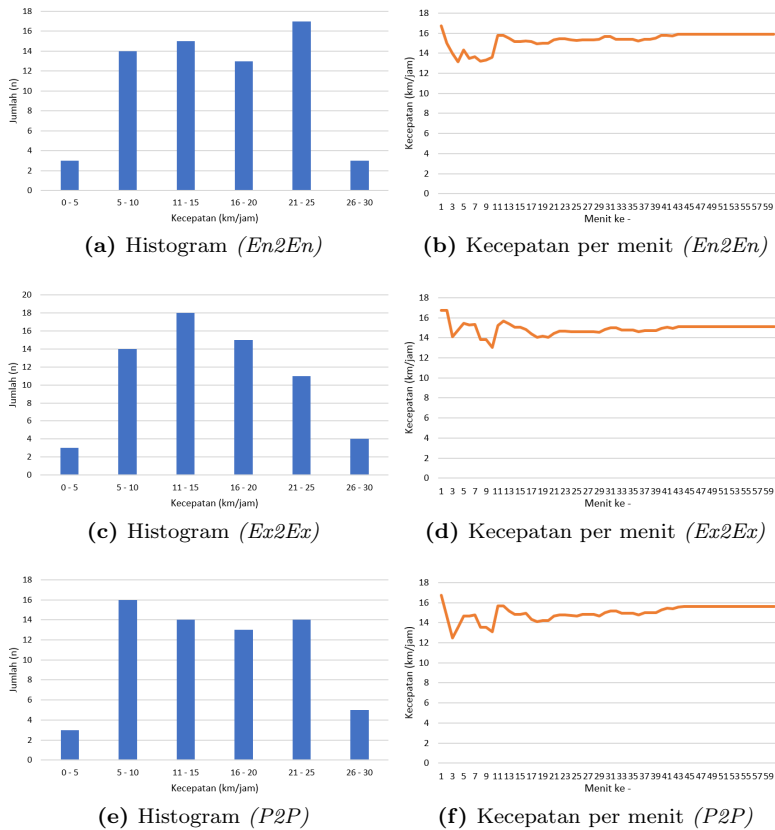 18
16
14
12
10
8
6
4
2
0
Jumlah (n)
0 - 5 5 - 10 11 - 15 16 - 20 21 - 25 26 - 30
Kecepatan (km/jam)
(a) Histogram (En2En)
18
16
14
12
10
8
6
4
2
0
Kecepatan (km/jam)
1 3 5 7 9 11 13 15 17 19 21 23 25 27 29 31 33 35 37 39 41 43 45 47 49 51 53 55 57 59
Menit ke -
(b) Kecepatan per menit (En2En)
20
18
16
14
12
10
8
6
4
2
0
Jumlah (n)
0 - 5 5 - 10 11 - 15 16 - 20 21 - 25 26 - 30
Kecepatan (km/jam)
(c) Histogram (Ex2Ex)
18
16
14
12
10
8
6
4
2
0
Kecepatan (km/jam)
1 3 5 7 9 11 13 15 17 19 21 23 25 27 29 31 33 35 37 39 41 43 45 47 49 51 53 55 57 59
Menit ke -
(d) Kecepatan per menit (Ex2Ex)
18
16
14
12
10
8
6
4
2
0
Jumlah (n)
0 - 5 5 - 10 11 - 15 16 - 20 21 - 25 26 - 30
Kecepatan (km/jam)
(e) Histogram (P2P)
18
16
14
12
10
8
6
4
2
0
Kecepatan (km/jam)
1 3 5 7 9 11 13 15 17 19 21 23 25 27 29 31 33 35 37 39 41 43 45 47 49 51 53 55 57 59
Menit ke -
(f) Kecepatan per menit (P2P)